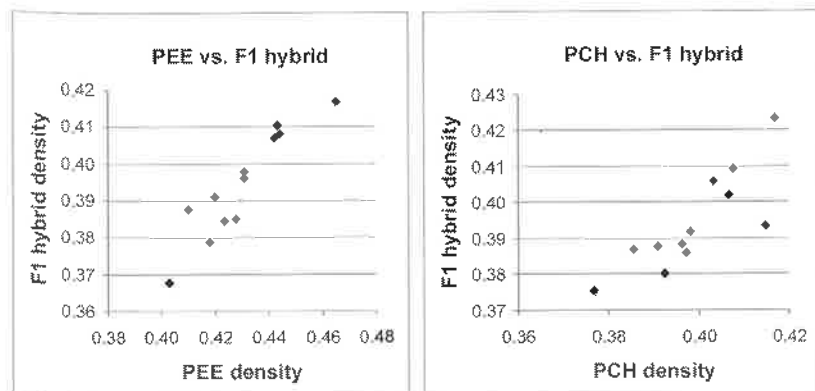 PEE vs. F1 hybrid
F1 hybrid density
0,42
0,41
0,40
0,39
0,38
0,37
0,36
0,38 0,40 0,42 0,44 0,46 0,48
PEE density
PCH vs. F1 hybrid
F1 hybrid density
0,43
0,42
0,41
0,40
0,39
0,38
0,37
0,36 0,38 0,40 0,42
PCH density